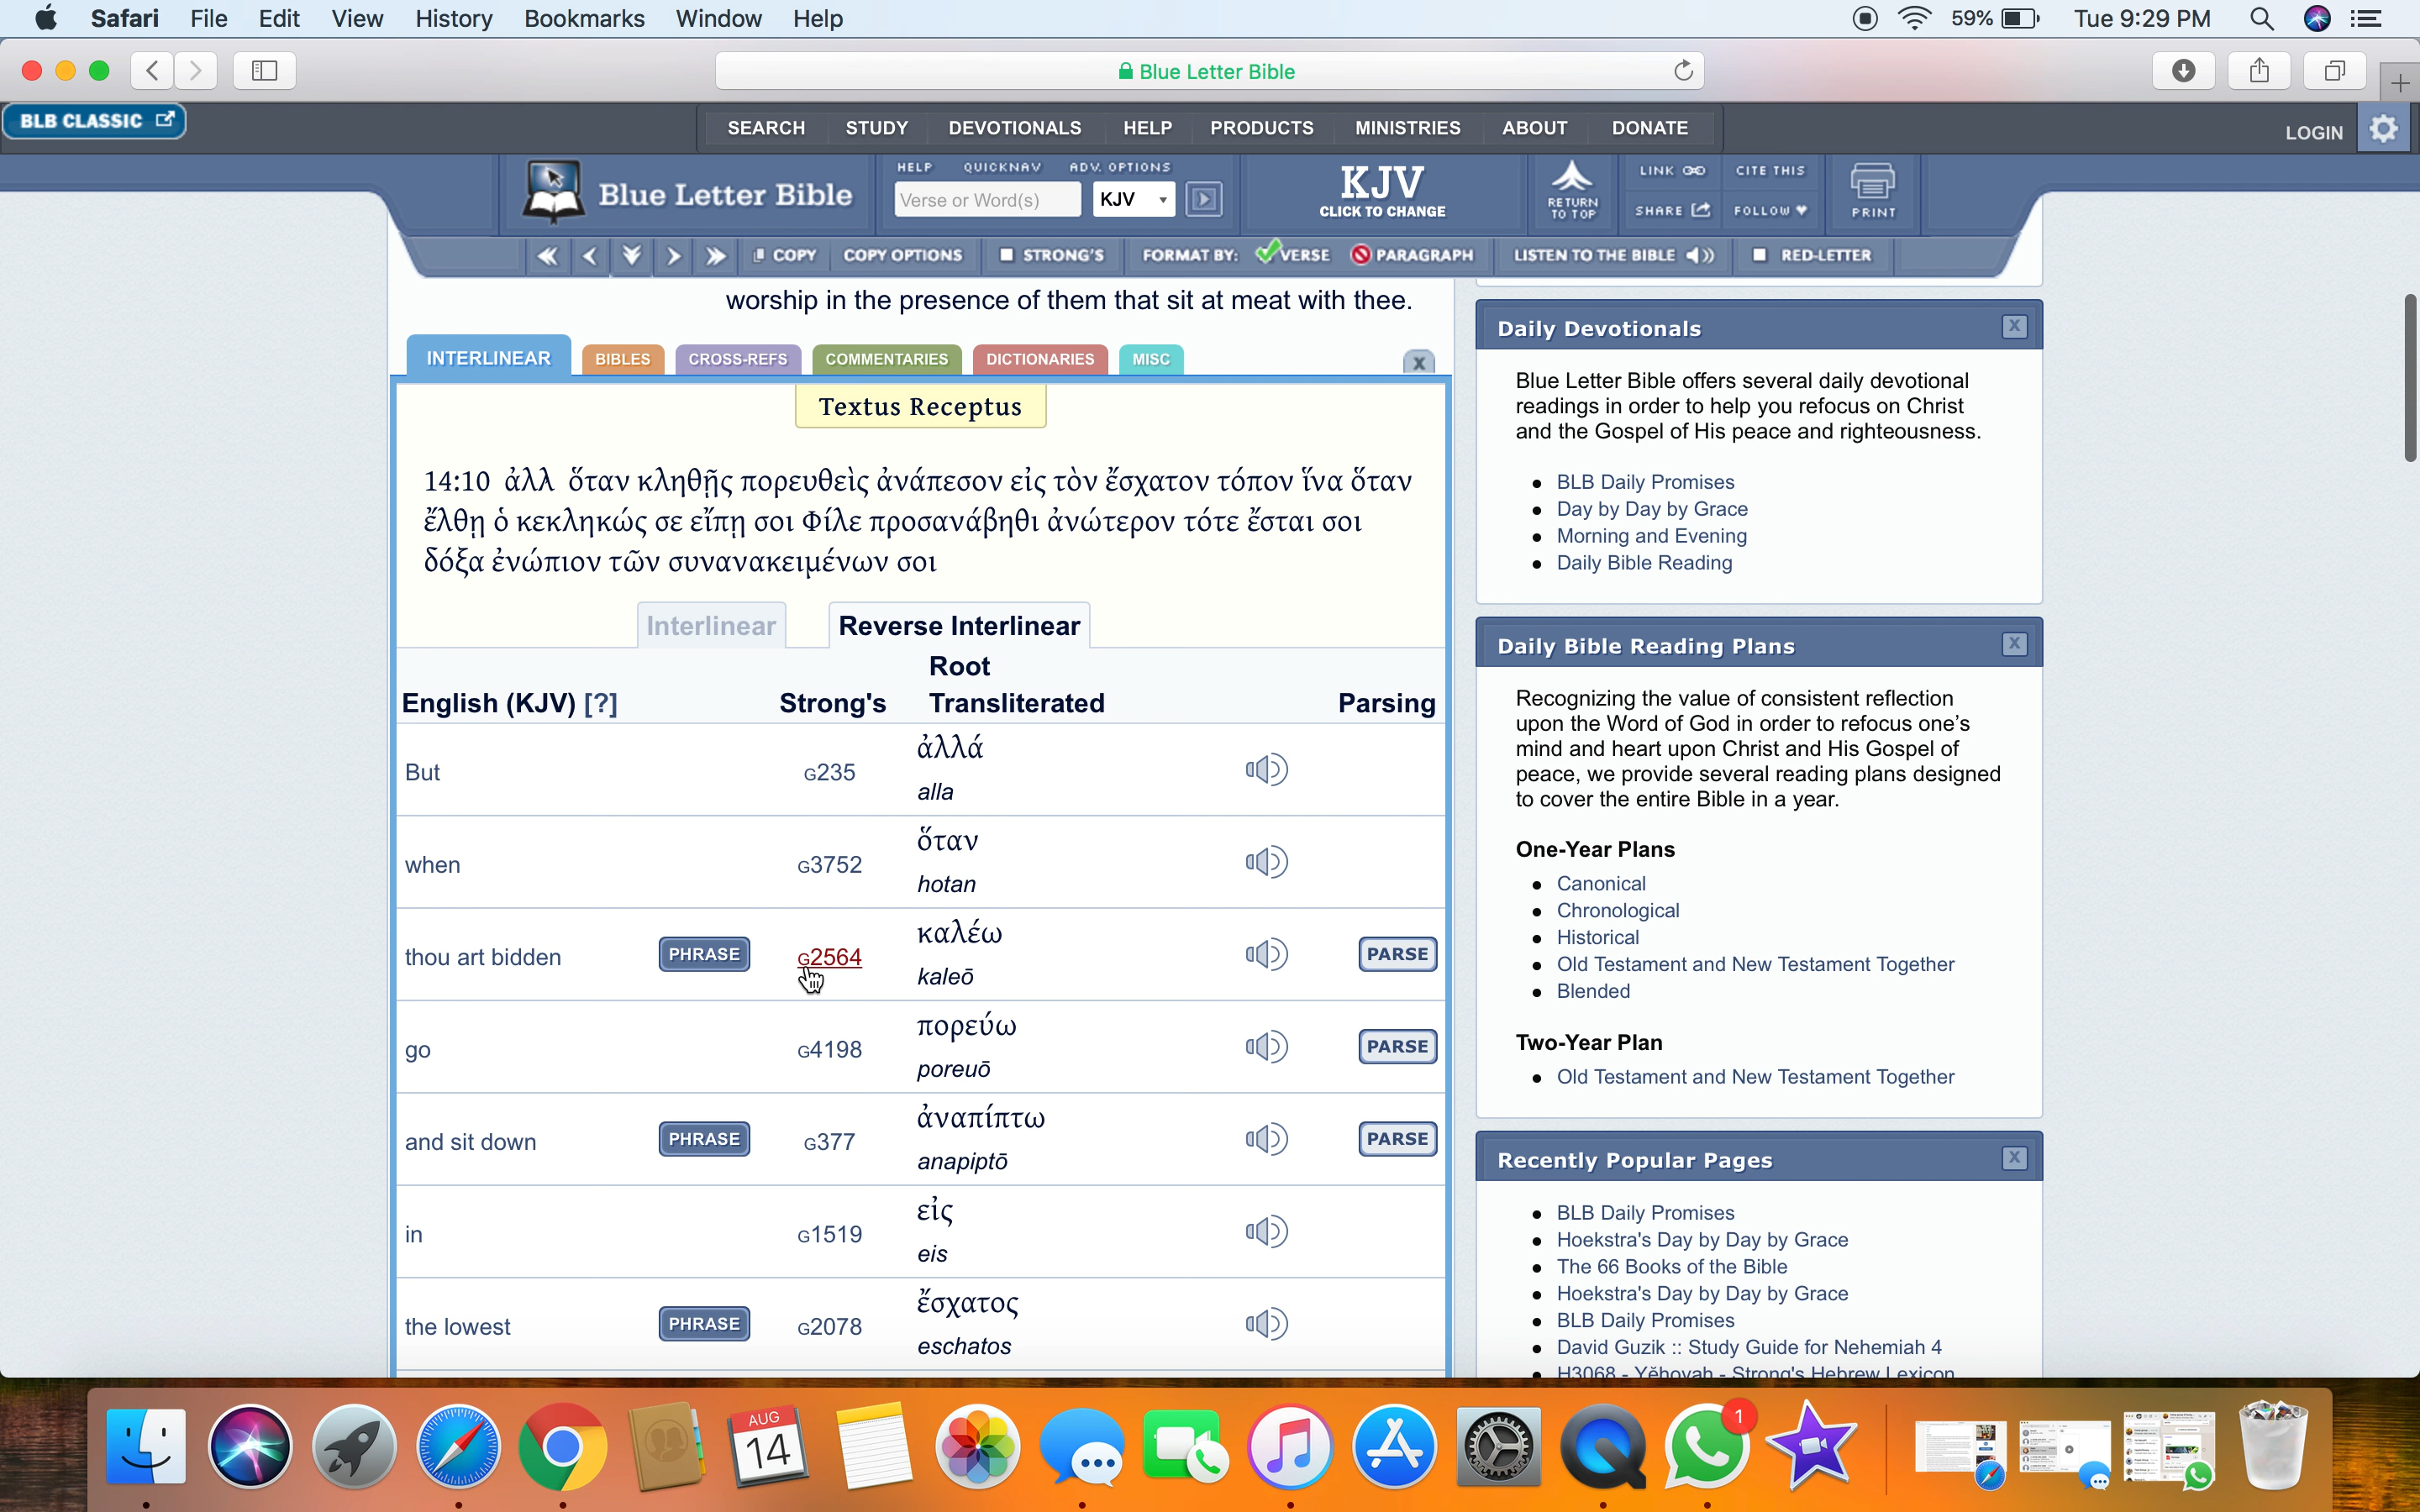 Safari File Edit View History Bookmarks Window Help 59% Tue 9:29 PM
Blue Letter Bible
BLB CLASSIC
SEARCH STUDY DEVOTIONALS HELP PRODUCTS MINISTRIES ABOUT DONATE LOGIN
Blue Letter Bible
HELP QUICKNAV ADV. OPTIONS
Verse or Word(s) KJV
KJV
CLICK TO CHANGE
RETURN
TO TOP
LINK CITE THIS
SHARE FOLLOW
PRINT
COPY COPY OPTIONS STRONG'S FORMAT BY: VERSE PARAGRAPH LISTEN TO THE BIBLE RED-LETTER
worship in the presence of them that sit at meat with thee.
INTERLINEAR BIBLES CROSS-REFS COMMENTARIES DICTIONARIES MISC X
Textus Receptus
14:10 ἀλλ ὅταν κληθῇς πορευθεὶς ἀνάπεσον εἰς τὸν ἔσχατον τόπον ἵνα ὅταν
ἔλθῃ ὁ κεκληκώς σε εἴπῃ σοι Φίλε προσανάβηθι ἀνώτερον τότε ἔσται σοι
δόξα ἐνώπιον τῶν συνανακειμένων σοι
Interlinear Reverse Interlinear
Root
English (KJV) [?] Strong's Transliterated Parsing
ἀλλά
But G235
alla
ὅταν
when G3752
hotan
καλέω
thou art bidden PHRASE G2564 PARSE
kaleō
πορεύω
go G4198 PARSE
poreuō
ἀναπίπτω
and sit down PHRASE G377 PARSE
anapiptō
εἰς
in G1519
eis
ἔσχατος
the lowest PHRASE G2078
eschatos
Daily Devotionals X
Blue Letter Bible offers several daily devotional
readings in order to help you refocus on Christ
and the Gospel of His peace and righteousness.
BLB Daily Promises
Day by Day by Grace
Morning and Evening
Daily Bible Reading
Daily Bible Reading Plans X
Recognizing the value of consistent reflection
upon the Word of God in order to refocus one's
mind and heart upon Christ and His Gospel of
peace, we provide several reading plans designed
to cover the entire Bible in a year.
One-Year Plans
Canonical
Chronological
Historical
Old Testament and New Testament Together
Blended
Two-Year Plan
Old Testament and New Testament Together
Recently Popular Pages X
BLB Daily Promises
Hoekstra's Day by Day by Grace
The 66 Books of the Bible
Hoekstra's Day by Day by Grace
BLB Daily Promises
David Guzik :: Study Guide for Nehemiah 4
H3068 - Yĕhovah - Strong's Hebrew Lexicon
AUG
14
1